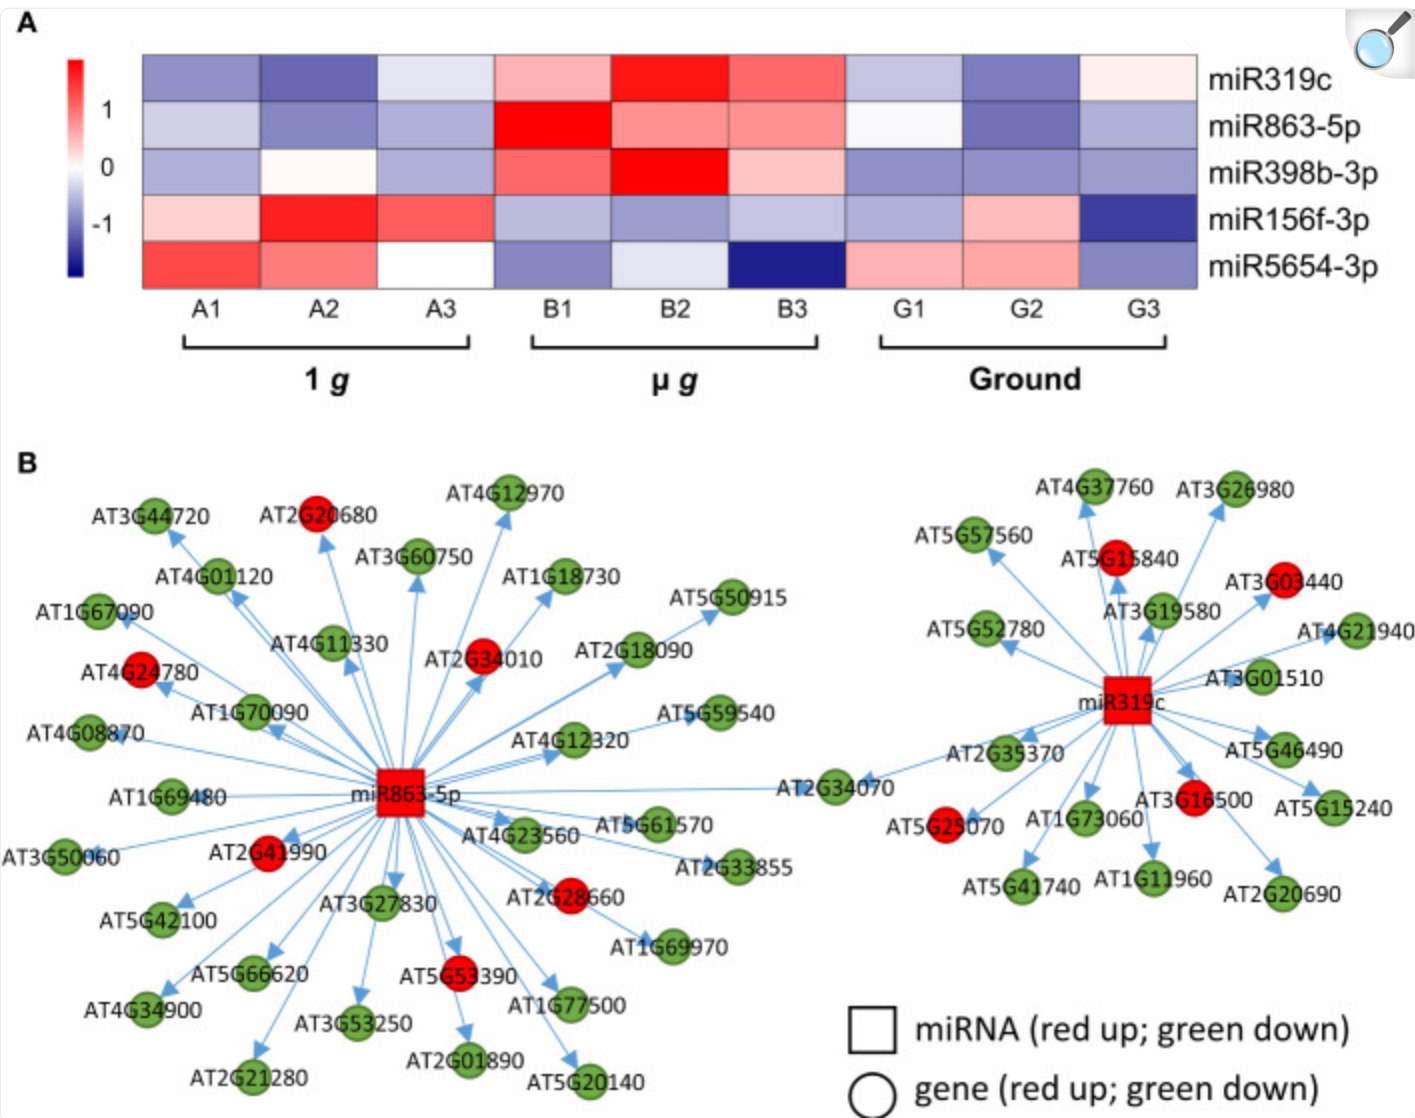 A
1
0
-1
miR319c
miR863-5p
miR398b-3p
miR156f-3p
miR5654-3p
A1 A2 A3 B1 B2 B3 G1 G2 G3
1 g μ g Ground
B
AT4G12970
AT3G44720
AT2G20680
AT3G60750
AT4G01120
AT1G18730
AT5G50915
AT1G67090
AT4G11330
AT2G34010
AT2G18090
AT4G24780
AT1G70090
AT5G59540
AT4G08870
AT4G12320
miR863-5p
AT1G69480
AT2G34070
AT3G50060
AT2G41990
AT4G23560
AT5G61570
AT2G33855
AT3G27830
AT2G28660
AT5G42100
AT1G69970
AT5G66620
AT5G53390
AT4G34900
AT3G53250
AT1G77500
AT2G01890
AT2G21280
AT5G20140
AT4G37760
AT3G26980
AT5G57560
AT5G15840
AT3G03440
AT3G19580
AT5G52780
AT4G21940
AT3G01510
miR319c
AT2G35370
AT5G46490
AT3G16500
AT5G15240
AT5G25070
AT1G73060
AT5G41740
AT1G11960
AT2G20690
miRNA (red up; green down)
gene (red up; green down)